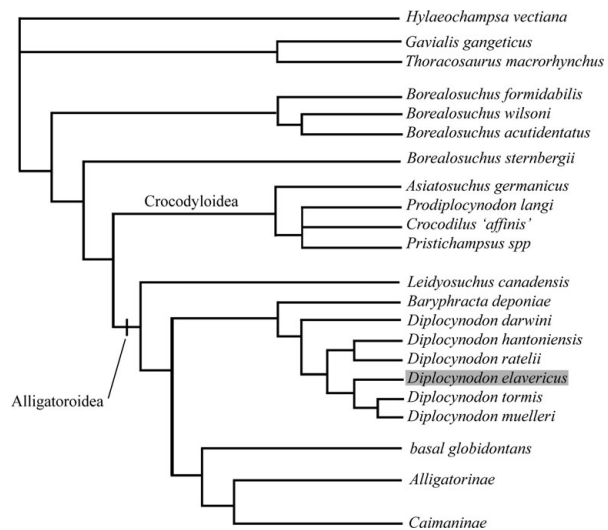 Hylaeochampsa vectiana
Gavialis gangeticus
Thoracosaurus macrorhynchus
Borealosuchus formidabilis
Borealosuchus wilsoni
Borealosuchus acutidentatus
Borealosuchus sternbergii
Crocodyloidea
Asiatosuchus germanicus
Prodiplocynodon langi
Crocodilus ‘affinis’
Pristichampsus spp
Leidyosuchus canadensis
Baryphracta deponiae
Diplocynodon darwini
Diplocynodon hantoniensis
Diplocynodon ratelii
Diplocynodon elavericus
Diplocynodon tormis
Diplocynodon muelleri
Alligatoroidea
basal globidontans
Alligatorinae
Caimaninae